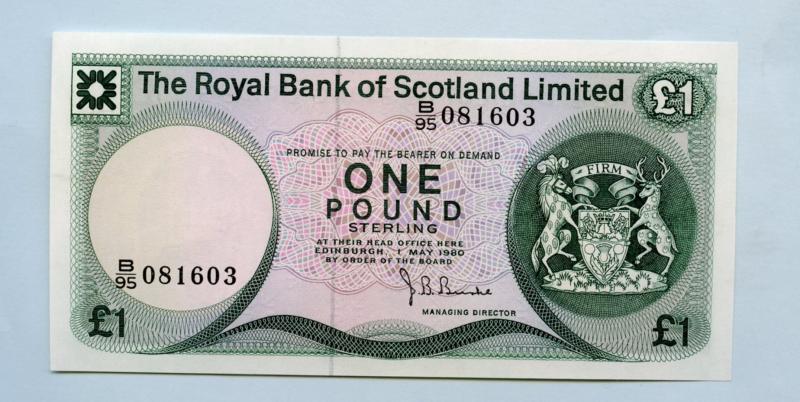 The Royal Bank of Scotland Limited
£1
B/95 081603
PROMISE TO PAY THE BEARER ON DEMAND
ONE
POUND
STERLING
AT THEIR HEAD OFFICE HERE
EDINBURGH, 1 MAY 1980
BY ORDER OF THE BOARD
FIRM
B/95 081603
J. B. Burke
MANAGING DIRECTOR
£1
£1